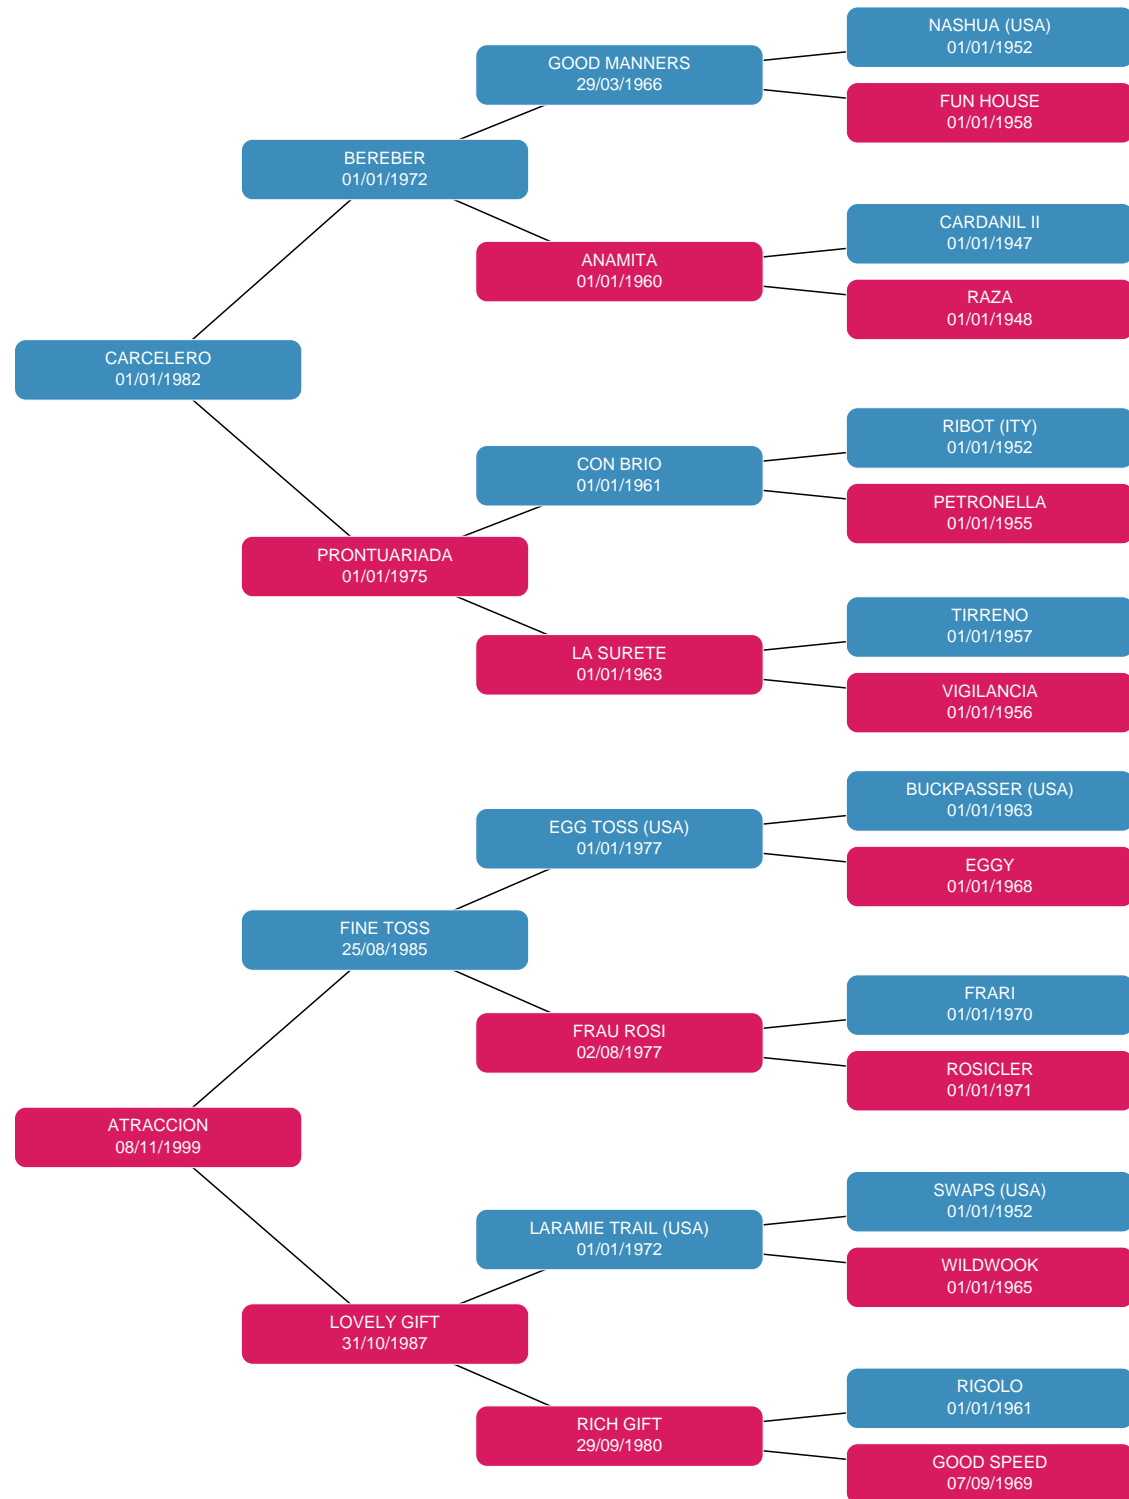 NASHUA (USA)
01/01/1952
GOOD MANNERS
29/03/1966
FUN HOUSE
01/01/1958
BEREBER
01/01/1972
CARDANIL II
01/01/1947
ANAMITA
01/01/1960
RAZA
01/01/1948
CARCELERO
01/01/1982
RIBOT (ITY)
01/01/1952
CON BRIO
01/01/1961
PETRONELLA
01/01/1955
PRONTUARIADA
01/01/1975
TIRRENO
01/01/1957
LA SURETE
01/01/1963
VIGILANCIA
01/01/1956
BUCKPASSER (USA)
01/01/1963
EGG TOSS (USA)
01/01/1977
EGGY
01/01/1968
FINE TOSS
25/08/1985
FRARI
01/01/1970
FRAU ROSI
02/08/1977
ROSICLER
01/01/1971
ATRACCION
08/11/1999
SWAPS (USA)
01/01/1952
LARAMIE TRAIL (USA)
01/01/1972
WILDWOOK
01/01/1965
LOVELY GIFT
31/10/1987
RIGOLO
01/01/1961
RICH GIFT
29/09/1980
GOOD SPEED
07/09/1969